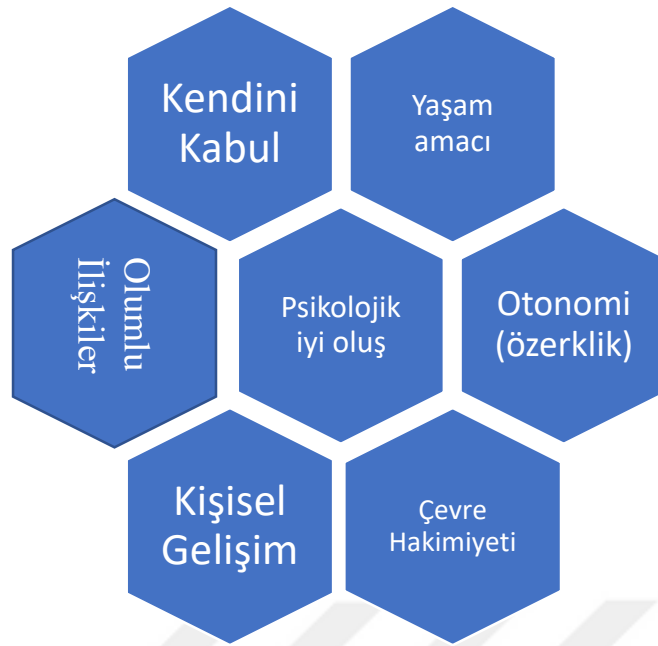 Kendini
Kabul
Yaşam
amacı
Olumlu
İlişkiler
Psikolojik
iyi oluş
Otonomi
(özerklik)
Kişisel
Gelişim
Çevre
Hakimiyeti